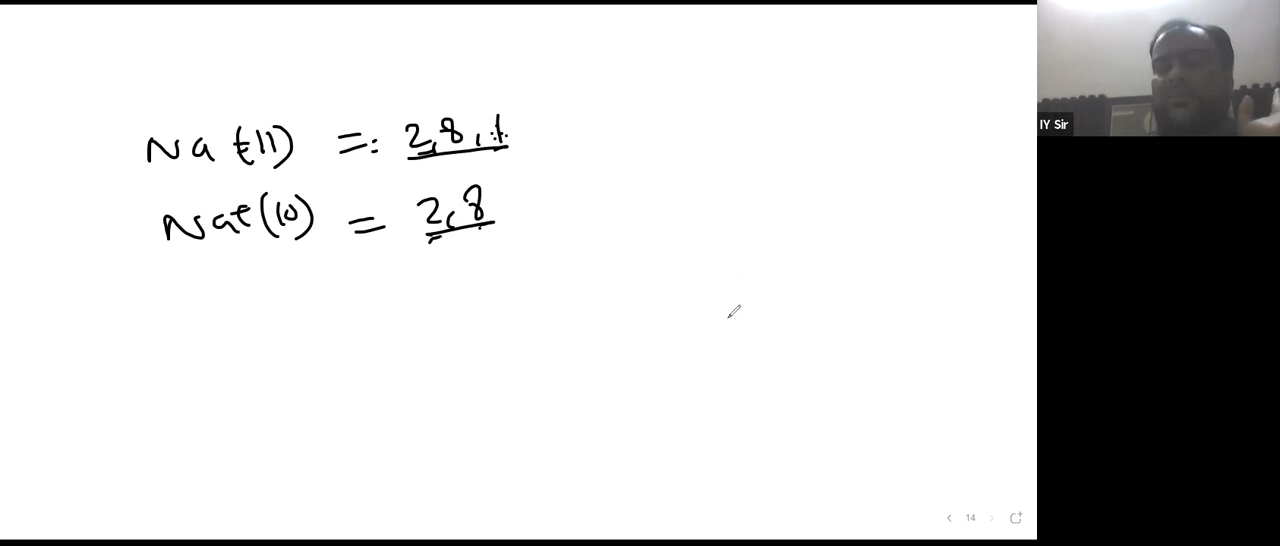 Na (11) =: 2,8,1
Na+ (10) = 2,8
IY Sir
14